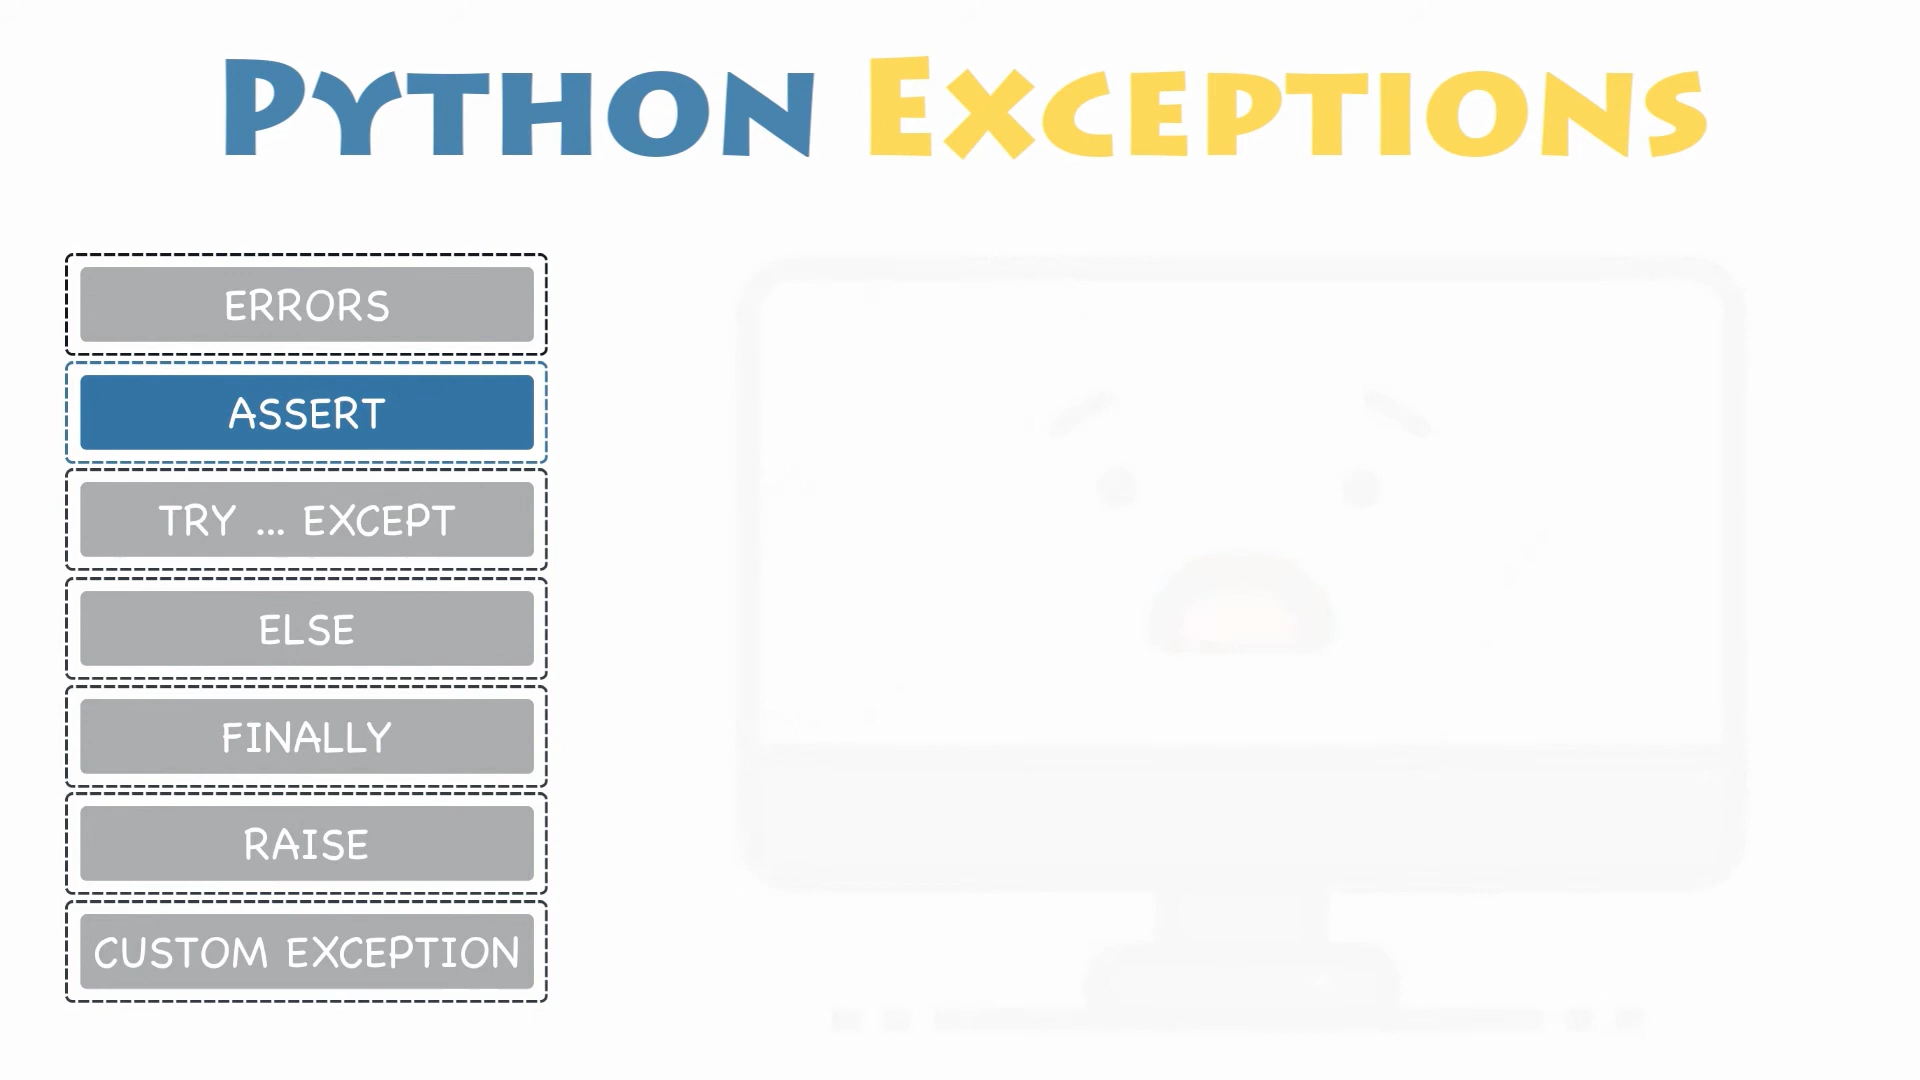 PYTHON EXCEPTIONS
ERRORS
ASSERT
TRY ... EXCEPT
ELSE
FINALLY
RAISE
CUSTOM EXCEPTION